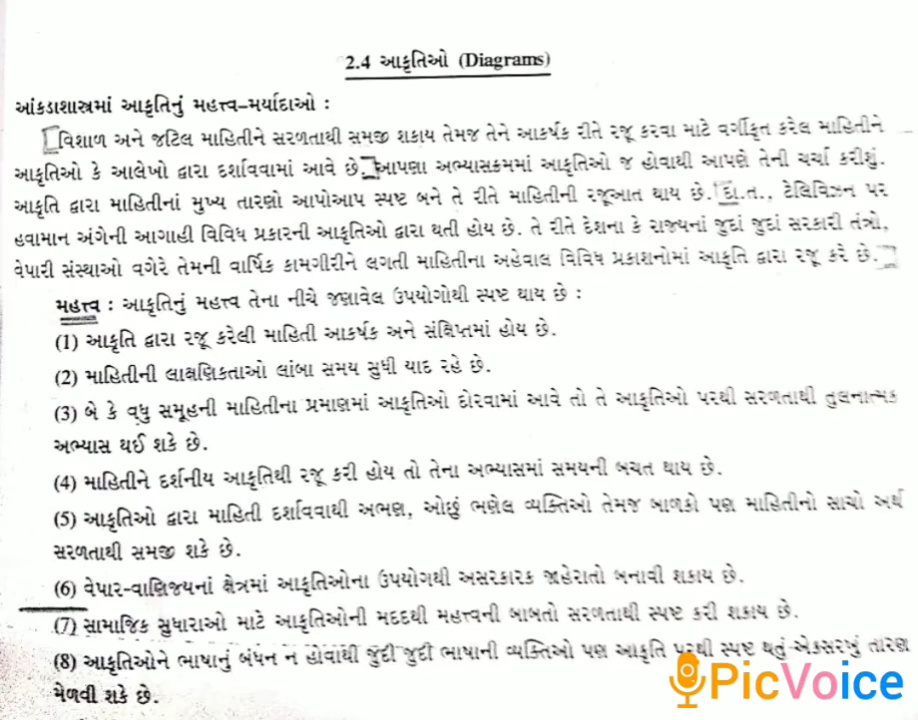 2.4 આકૃતિઓ (Diagrams)
આંકડાશાસ્ત્રમાં આકૃતિનું મહત્ત્વ-મર્યાદાઓ :
વિશાળ અને જટિલ માહિતીને સરળતાથી સમજી શકાય તેમજ તેને આકર્ષક રીતે રજૂ કરવા માટે વર્ગીકૃત કરેલ માહિતીને
આકૃતિઓ કે આલેખો દ્વારા દર્શાવવામાં આવે છે. આપણા અભ્યાસક્રમમાં આકૃતિઓ જ હોવાથી આપણે તેની ચર્ચા કરીશું.
આકૃતિ દ્વારા માહિતીનાં મુખ્ય તારણો આપોઆપ સ્પષ્ટ બને તે રીતે માહિતીની રજૂઆત થાય છે. દા.ત., ટેલિવિઝન પર
હવામાન અંગેની આગાહી વિવિધ પ્રકારની આકૃતિઓ દ્વારા થતી હોય છે. તે રીતે દેશના કે રાજ્યનાં જુદાં જુદાં સરકારી તંત્રો,
વેપારી સંસ્થાઓ વગેરે તેમની વાર્ષિક કામગીરીને લગતી માહિતીના અહેવાલ વિવિધ પ્રકાશનોમાં આકૃતિ દ્વારા રજૂ કરે છે.
મહત્ત્વ : આકૃતિનું મહત્ત્વ તેના નીચે જણાવેલ ઉપયોગોથી સ્પષ્ટ થાય છે :
(1) આકૃતિ દ્વારા રજૂ કરેલી માહિતી આકર્ષક અને સંક્ષિપ્તમાં હોય છે.
(2) માહિતીની લાક્ષણિકતાઓ લાંબા સમય સુધી યાદ રહે છે.
(3) બે કે વધુ સમૂહની માહિતીના પ્રમાણમાં આકૃતિઓ દોરવામાં આવે તો તે આકૃતિઓ પરથી સરળતાથી તુલનાત્મક
અભ્યાસ થઈ શકે છે.
(4) માહિતીને દર્શનીય આકૃતિથી રજૂ કરી હોય તો તેના અભ્યાસમાં સમયની બચત થાય છે.
(5) આકૃતિઓ દ્વારા માહિતી દર્શાવવાથી અભણ, ઓછું ભણેલ વ્યક્તિઓ તેમજ બાળકો પણ માહિતીનો સાચો અર્થ
સરળતાથી સમજી શકે છે.
(6) વેપાર-વાણિજ્યનાં ક્ષેત્રમાં આકૃતિઓના ઉપયોગથી અસરકારક જાહેરાતો બનાવી શકાય છે.
(7) સામાજિક સુધારાઓ માટે આકૃતિઓની મદદથી મહત્ત્વની બાબતો સરળતાથી સ્પષ્ટ કરી શકાય છે.
(8) આકૃતિઓને ભાષાનું બંધન ન હોવાથી જુદી જુદી ભાષાની વ્યક્તિઓ પણ આકૃતિ પરથી સ્પષ્ટ થતું એકસરખું તારણ
મેળવી શકે છે.
PicVoice